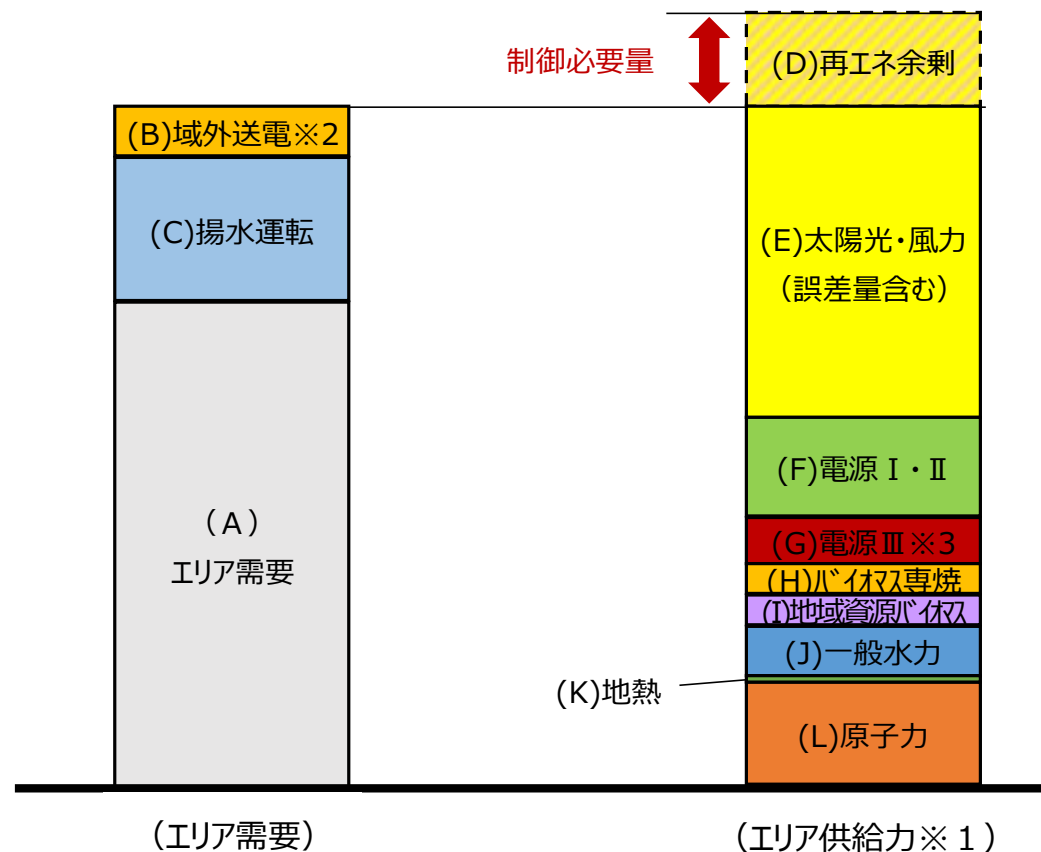 制御必要量
(D)再エネ余剰
(B)域外送電※2
(C)揚水運転
(E)太陽光・風力
（誤差量含む）
(F)電源Ⅰ・Ⅱ
（A）
エリア需要
(G)電源Ⅲ※3
(H)バイオマス専焼
(I)地域資源バイオマス
(J)一般水力
(K)地熱
(L)原子力
（エリア需要）
（エリア供給力※１）